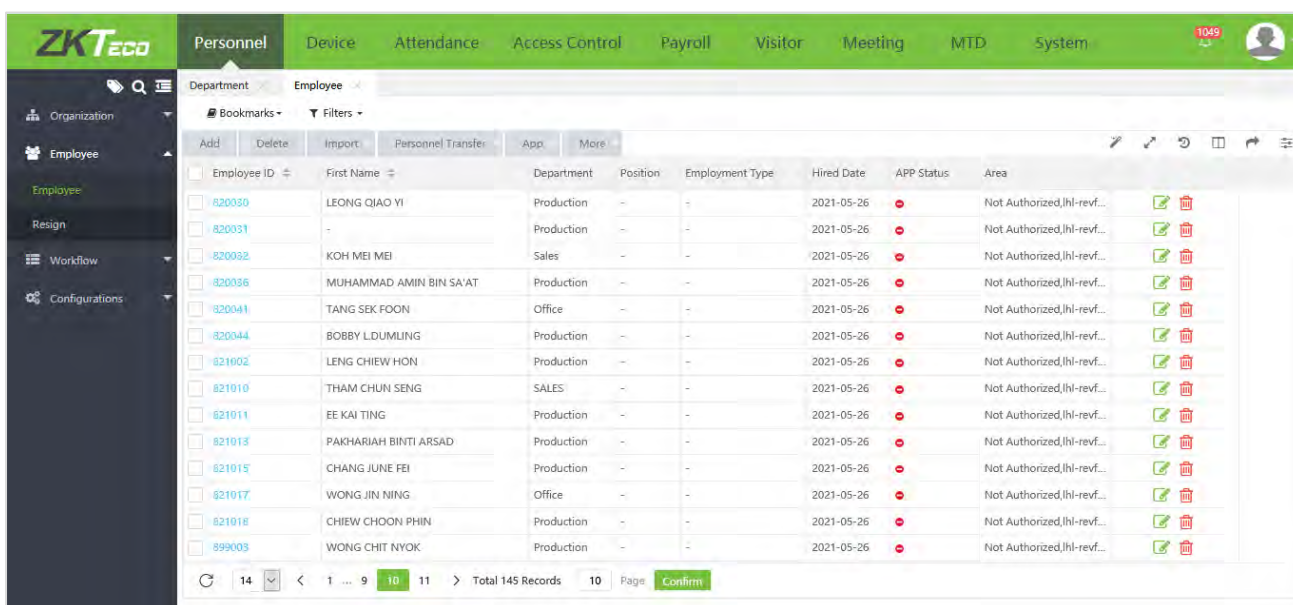 ZKTeco Personnel Device Attendance Access Control Payroll Visitor Meeting MTD System 1049
Department Employee
Bookmarks Filters
Organization
Add Delete Import Personnel Transfer App More
Employee
Employee ID First Name Department Position Employment Type Hired Date APP Status Area
Employee
820030 LEONG QIAO YI Production - - 2021-05-26 Not Authorized,lhl-revf...
Resign
820031 - Production - - 2021-05-26 Not Authorized,lhl-revf...
Workflow
820032 KOH MEI MEI Sales - - 2021-05-26 Not Authorized,lhl-revf...
820036 MUHAMMAD AMIN BIN SA'AT Production - - 2021-05-26 Not Authorized,lhl-revf...
Configurations
820041 TANG SEK FOON Office - - 2021-05-26 Not Authorized,lhl-revf...
820044 BOBBY L.DUMLING Production - - 2021-05-26 Not Authorized,lhl-revf...
821002 LENG CHIEW HON Production - - 2021-05-26 Not Authorized,lhl-revf...
821010 THAM CHUN SENG SALES - - 2021-05-26 Not Authorized,lhl-revf...
821011 EE KAI TING Production - - 2021-05-26 Not Authorized,lhl-revf...
821013 PAKHARIAH BINTI ARSAD Production - - 2021-05-26 Not Authorized,lhl-revf...
821015 CHANG JUNE FEI Production - - 2021-05-26 Not Authorized,lhl-revf...
821017 WONG JIN NING Office - - 2021-05-26 Not Authorized,lhl-revf...
821018 CHIEW CHOON PHIN Production - - 2021-05-26 Not Authorized,lhl-revf...
899003 WONG CHIT NYOK Production - - 2021-05-26 Not Authorized,lhl-revf...
14 < 1 ... 9 10 11 > Total 145 Records 10 Page Confirm